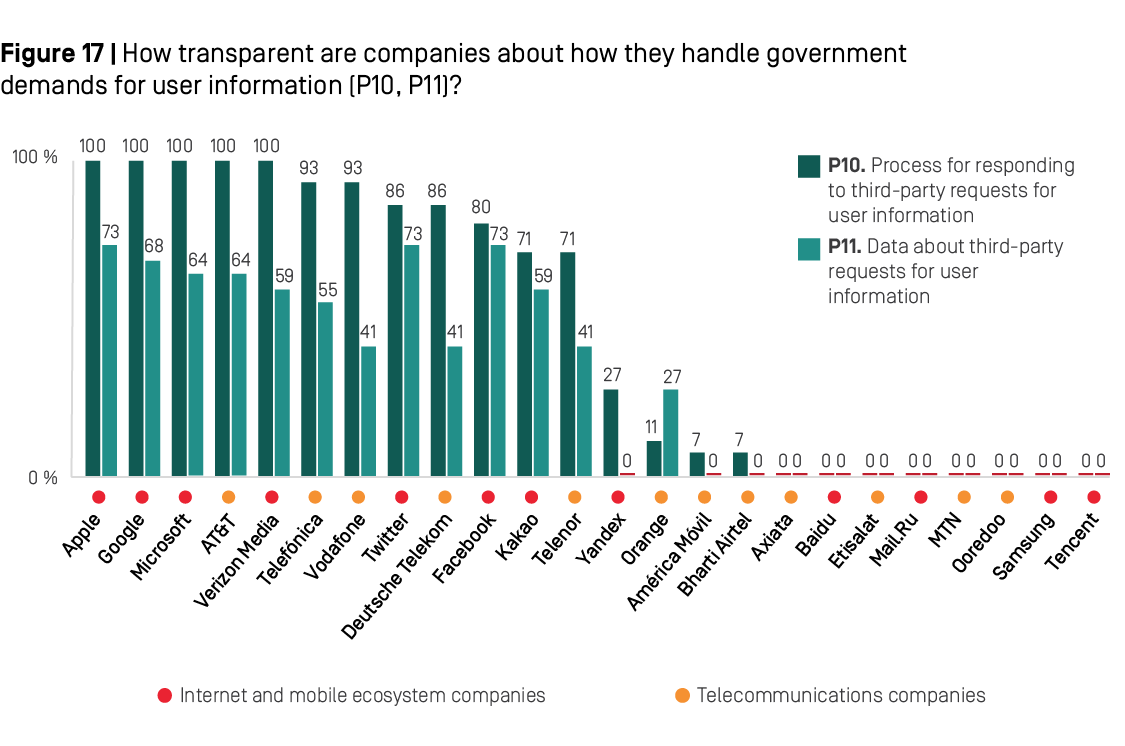 Figure 17 | How transparent are companies about how they handle government
demands for user information (P10, P11)?
100 %
0 %
100 73
100 68
100 64
100 64
100 59
93 55
93 41
86 73
86 41
80 73
71 59
71 41
27 0
11 27
7 0
7 0
0 0
0 0
0 0
0 0
0 0
0 0
0 0
0 0
P10. Process for responding
to third-party requests for
user information
P11. Data about third-party
requests for user
information
Apple
Google
Microsoft
AT&T
Verizon Media
Telefónica
Vodafone
Twitter
Deutsche Telekom
Facebook
Kakao
Telenor
Yandex
Orange
América Móvil
Bharti Airtel
Axiata
Baidu
Etisalat
Mail.Ru
MTN
Ooredoo
Samsung
Tencent
Internet and mobile ecosystem companies
Telecommunications companies